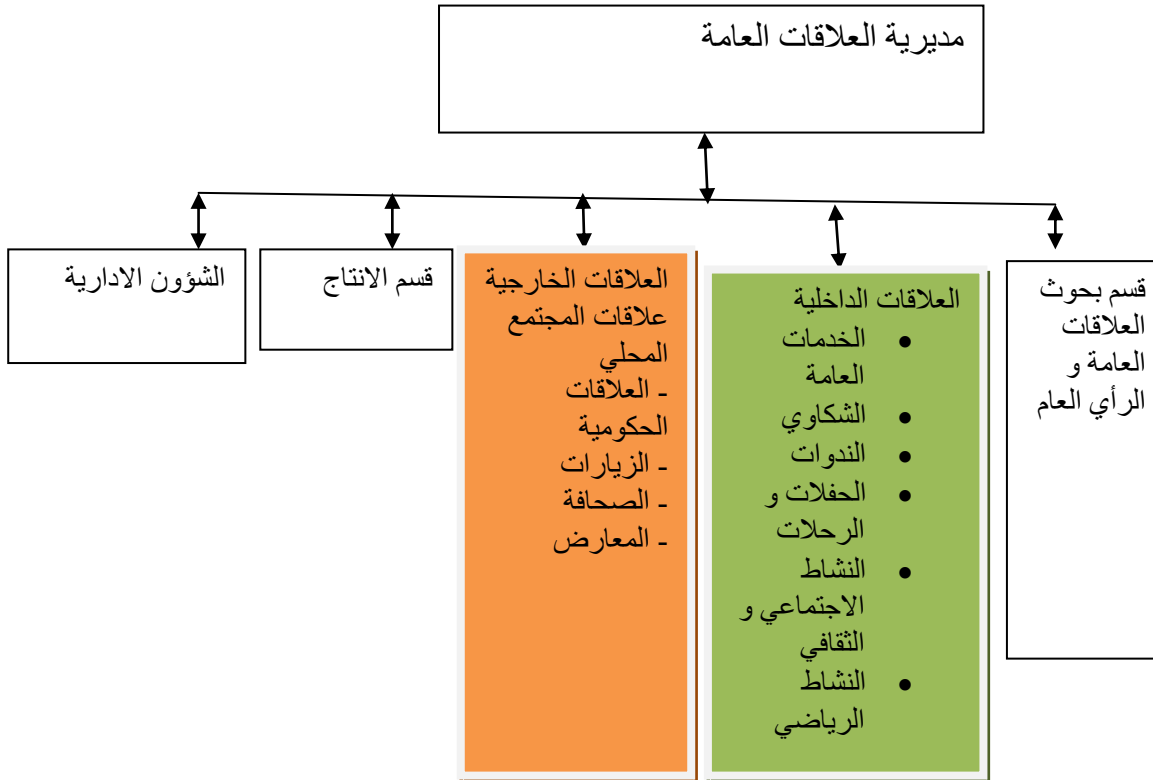 مديرية العلاقات العامة
قسم بحوث
العلاقات
العامة و
الرأي العام
العلاقات الداخلية
• الخدمات
العامة
• الشكاوي
• الندوات
• الحفلات و
الرحلات
• النشاط
الاجتماعي و
الثقافي
• النشاط
الرياضي
العلاقات الخارجية
علاقات المجتمع
المحلي
- العلاقات
الحكومية
- الزيارات
- الصحافة
- المعارض
قسم الانتاج
الشؤون الادارية